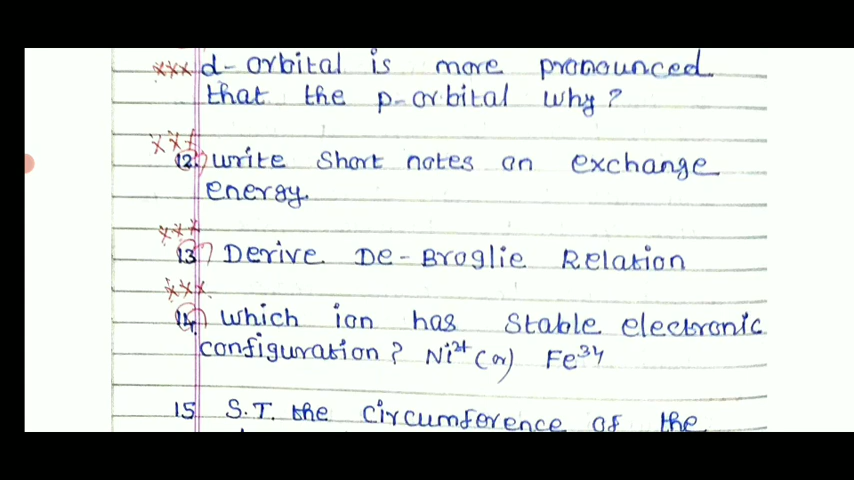 xxx d-orbital is more pronounced
that the p-orbital why?
xxx
12. Write Short notes on exchange
energy.
xxx
13) Derive De-Broglie Relation
xxx
14) which ion has Stable electronic
configuration? Ni²⁺ (or) Fe³⁺
15 S.T. the circumference of the